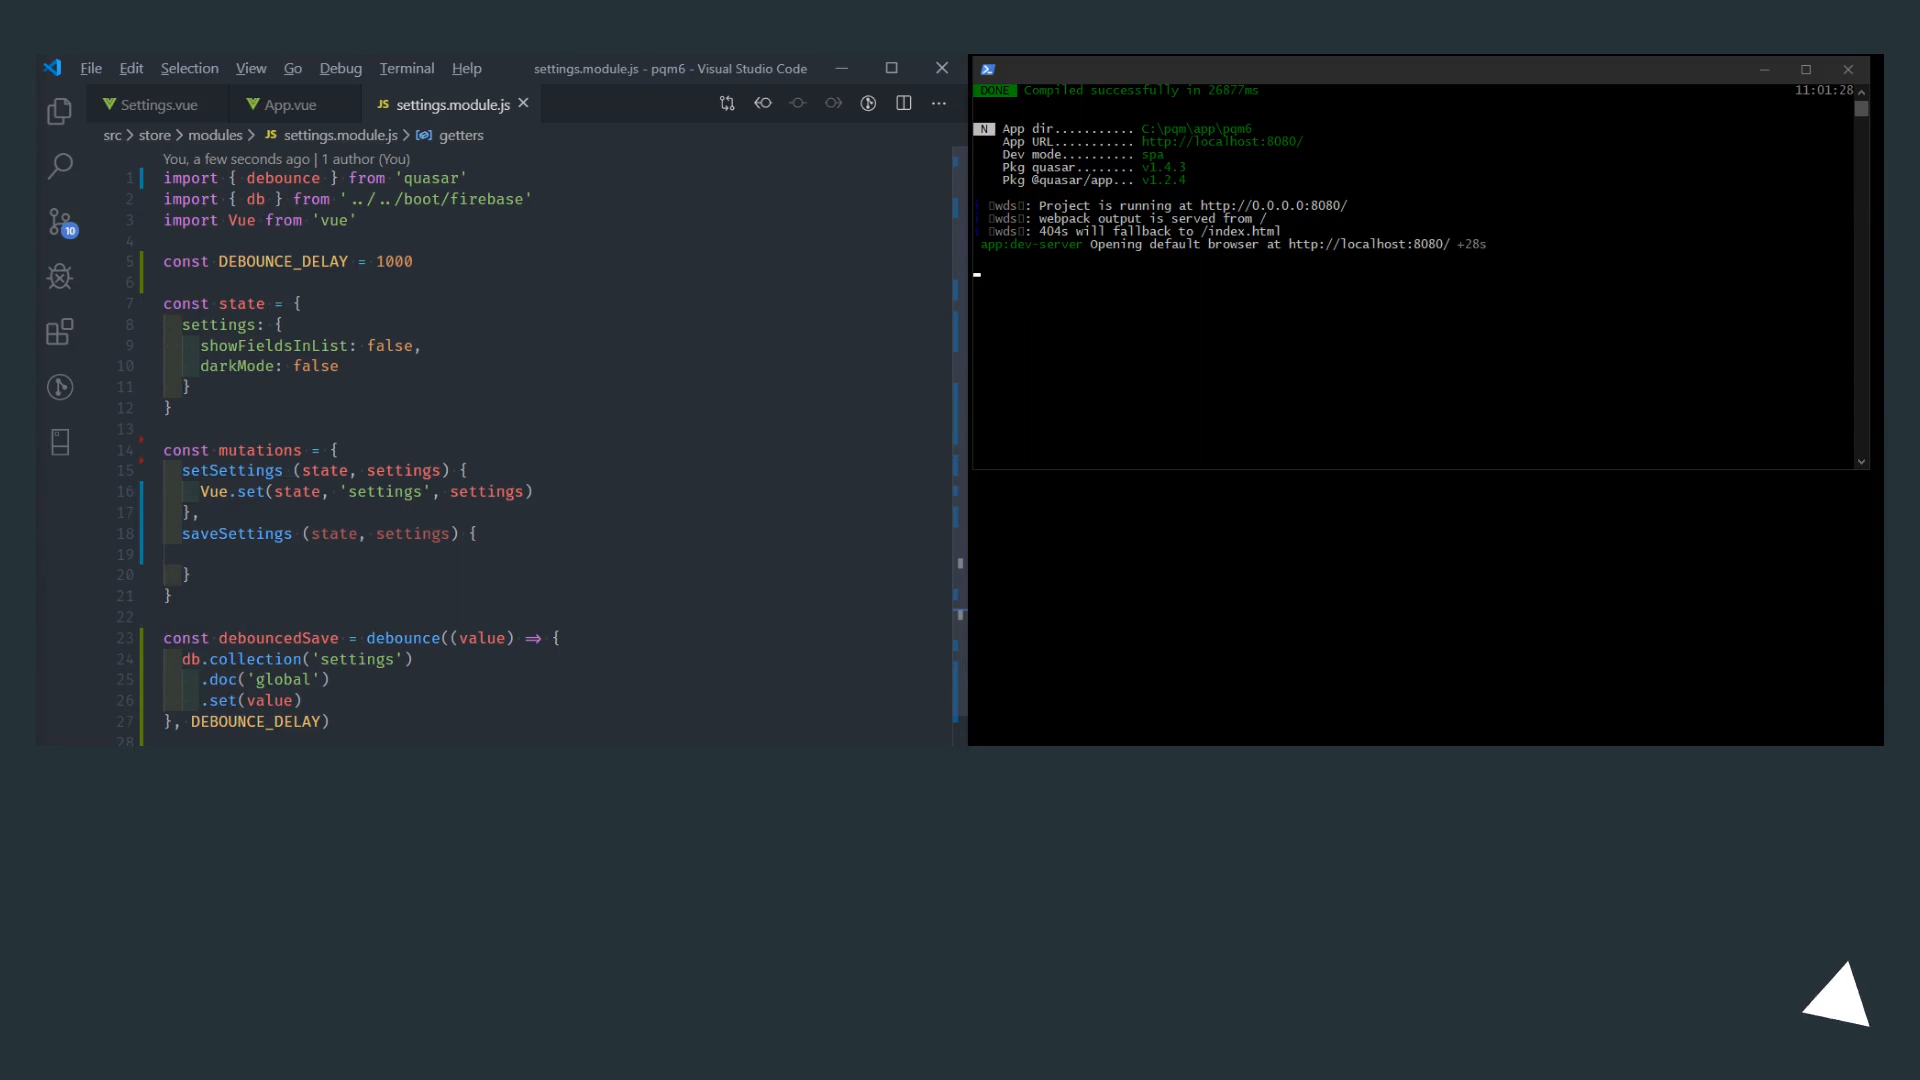 File Edit Selection View Go Debug Terminal Help settings.module.js - pqm6 - Visual Studio Code
Settings.vue App.vue JS settings.module.js
src > store > modules > JS settings.module.js > getters
You, a few seconds ago | 1 author (You)
1 import { debounce } from 'quasar'
2 import { db } from '../../boot/firebase'
3 import Vue from 'vue'
4
5 const DEBOUNCE_DELAY = 1000
6
7 const state = {
8 settings: {
9 showFieldsInList: false,
10 darkMode: false
11 }
12 }
13
14 const mutations = {
15 setSettings (state, settings) {
16 Vue.set(state, 'settings', settings)
17 },
18 saveSettings (state, settings) {
19
20 }
21 }
22
23 const debouncedSave = debounce((value) => {
24 db.collection('settings')
25 .doc('global')
26 .set(value)
27 }, DEBOUNCE_DELAY)
28
10
DONE Compiled successfully in 26877ms 11:01:28
N App dir........... C:\pqm\app\pqm6
App URL........... http://localhost:8080/
Dev mode.......... spa
Pkg quasar........ v1.4.3
Pkg @quasar/app... v1.2.4
wds: Project is running at http://0.0.0.0:8080/
wds: webpack output is served from /
wds: 404s will fallback to /index.html
app:dev-server Opening default browser at http://localhost:8080/ +28s